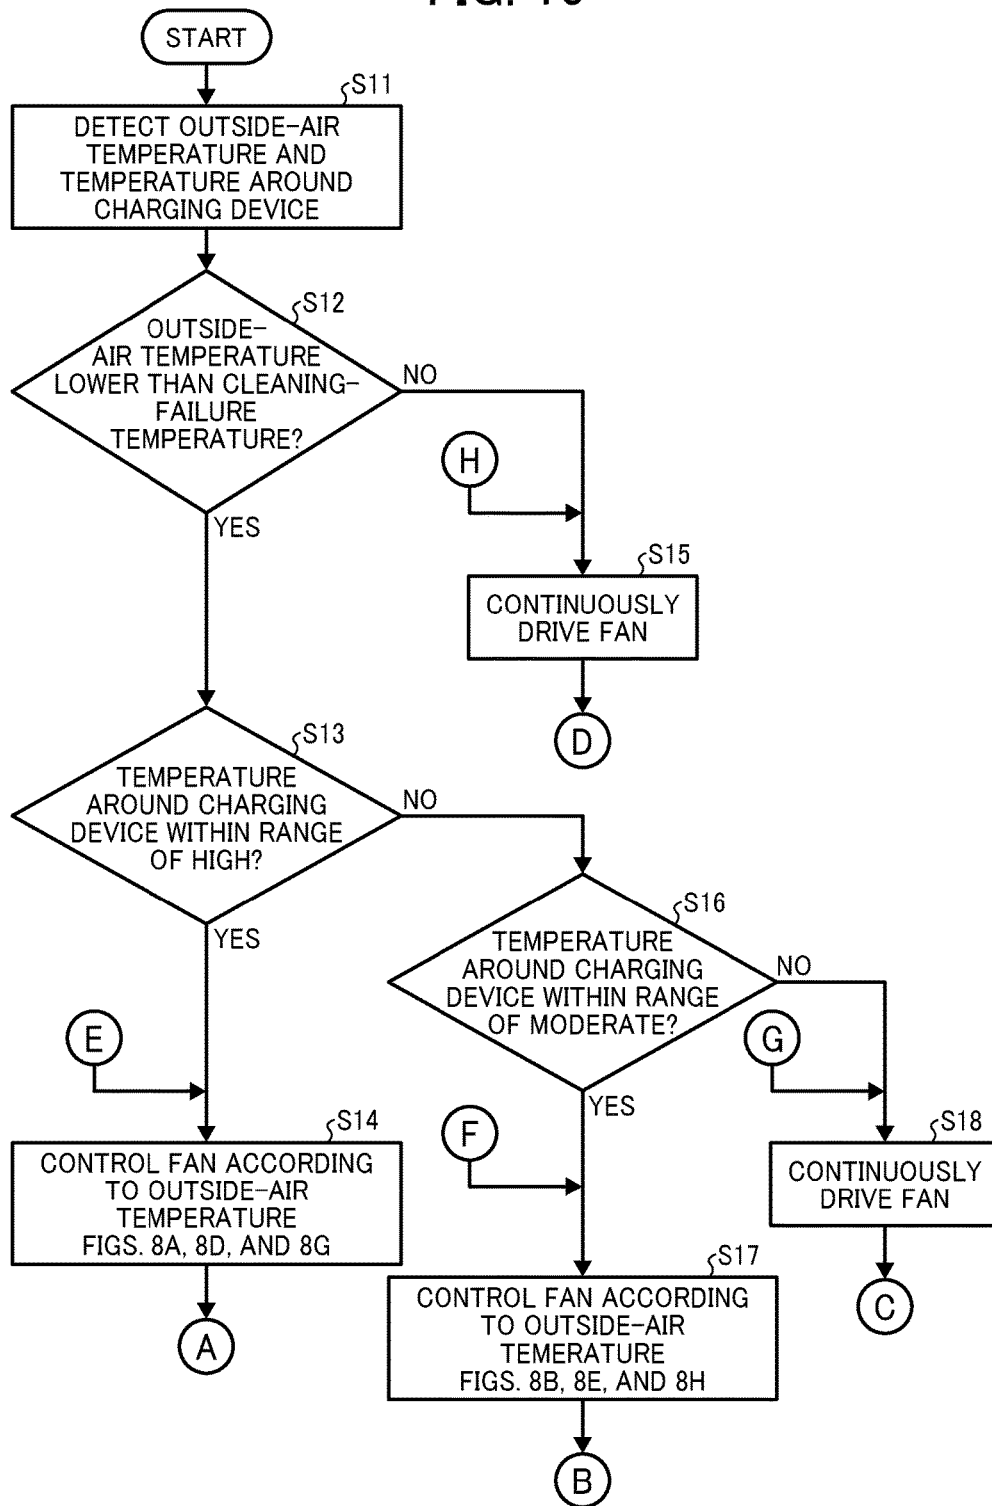 START
S11
DETECT OUTSIDE-AIR
TEMPERATURE AND
TEMPERATURE AROUND
CHARGING DEVICE
S12
OUTSIDE-
AIR TEMPERATURE
LOWER THAN CLEANING-
FAILURE
TEMPERATURE?
NO
YES
H
S15
CONTINUOUSLY
DRIVE FAN
D
S13
TEMPERATURE
AROUND CHARGING
DEVICE WITHIN RANGE
OF HIGH?
NO
YES
S16
TEMPERATURE
AROUND CHARGING
DEVICE WITHIN RANGE
OF MODERATE?
NO
YES
E
G
F
S14
CONTROL FAN ACCORDING
TO OUTSIDE-AIR
TEMPERATURE
FIGS. 8A, 8D, AND 8G
A
S18
CONTINUOUSLY
DRIVE FAN
C
S17
CONTROL FAN ACCORDING
TO OUTSIDE-AIR
TEMERATURE
FIGS. 8B, 8E, AND 8H
B